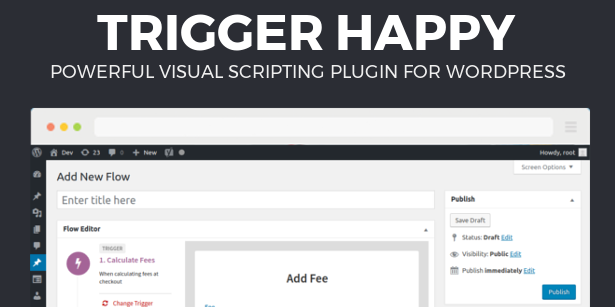 TRIGGER HAPPY
POWERFUL VISUAL SCRIPTING PLUGIN FOR WORDPRESS
Dev 23 0 + New Howdy, root
Screen Options
Add New Flow
Enter title here
Flow Editor
TRIGGER
1. Calculate Fees
When calculating fees at
checkout
Change Trigger
Add Fee
Fee
Publish
Save Draft
Status: Draft Edit
Visibility: Public Edit
Publish immediately Edit
Publish